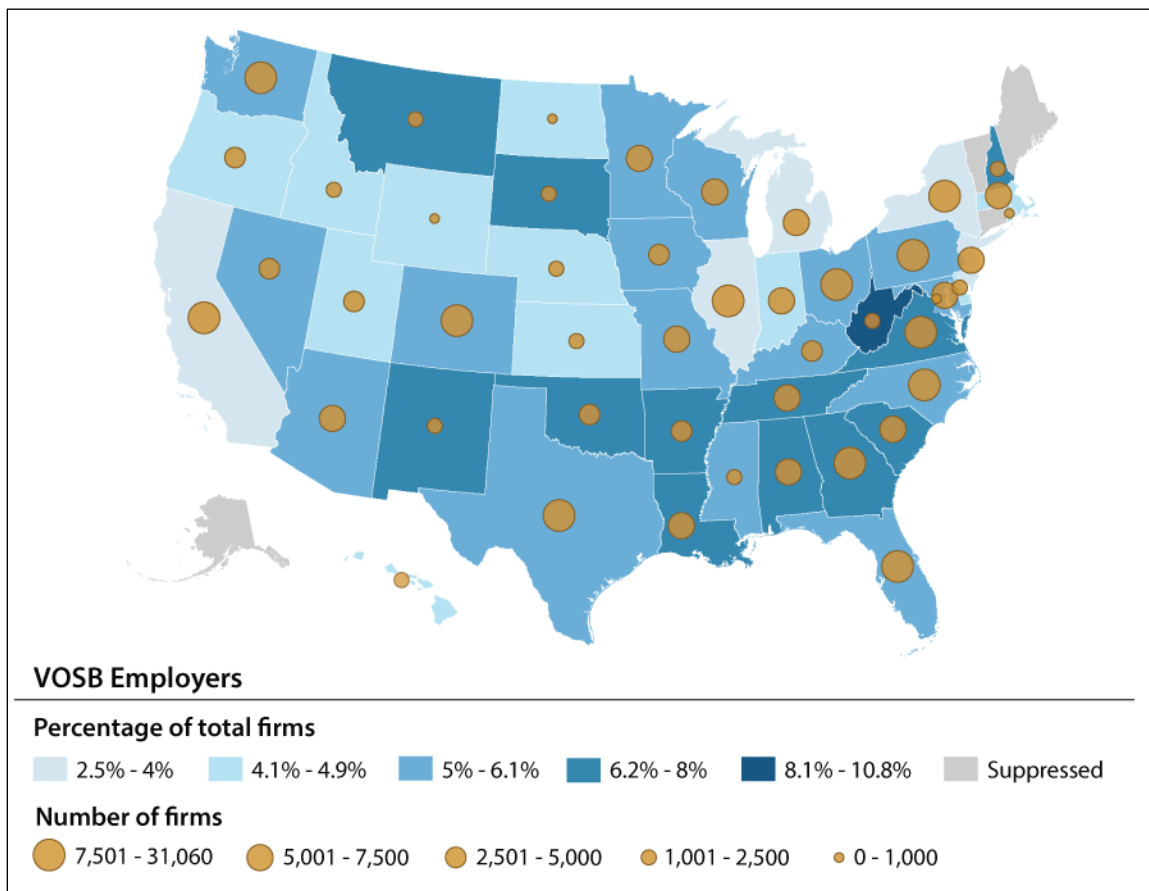 VOSB Employers
Percentage of total firms
2.5% - 4% 4.1% - 4.9% 5% - 6.1% 6.2% - 8% 8.1% - 10.8% Suppressed
Number of firms
7,501 - 31,060 5,001 - 7,500 2,501 - 5,000 1,001 - 2,500 0 - 1,000